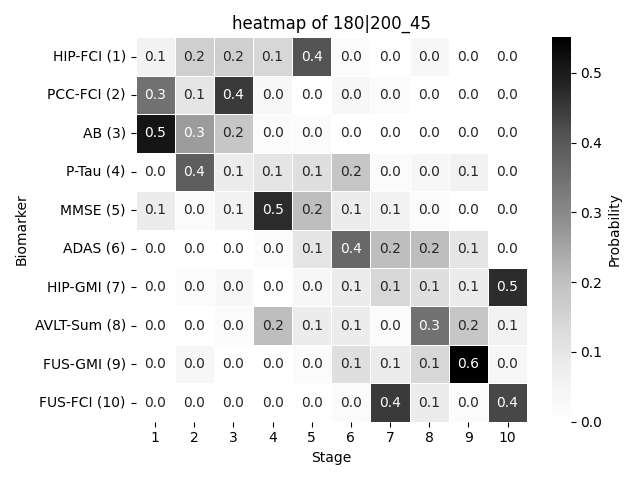 heatmap of 180|200_45
HIP-FCI (1) 0.1 0.2 0.2 0.1 0.4 0.0 0.0 0.0 0.0 0.0
PCC-FCI (2) 0.3 0.1 0.4 0.0 0.0 0.0 0.0 0.0 0.0 0.0
AB (3) 0.5 0.3 0.2 0.0 0.0 0.0 0.0 0.0 0.0 0.0
P-Tau (4) 0.0 0.4 0.1 0.1 0.1 0.2 0.0 0.0 0.1 0.0
MMSE (5) 0.1 0.0 0.1 0.5 0.2 0.1 0.1 0.0 0.0 0.0
ADAS (6) 0.0 0.0 0.0 0.0 0.1 0.4 0.2 0.2 0.1 0.0
HIP-GMI (7) 0.0 0.0 0.0 0.0 0.0 0.1 0.1 0.1 0.1 0.5
AVLT-Sum (8) 0.0 0.0 0.0 0.2 0.1 0.1 0.0 0.3 0.2 0.1
FUS-GMI (9) 0.0 0.0 0.0 0.0 0.0 0.1 0.1 0.1 0.6 0.0
FUS-FCI (10) 0.0 0.0 0.0 0.0 0.0 0.0 0.4 0.1 0.0 0.4
1 2 3 4 5 6 7 8 9 10
Stage
Biomarker
0.5
0.4
0.3
0.2
0.1
0.0
Probability